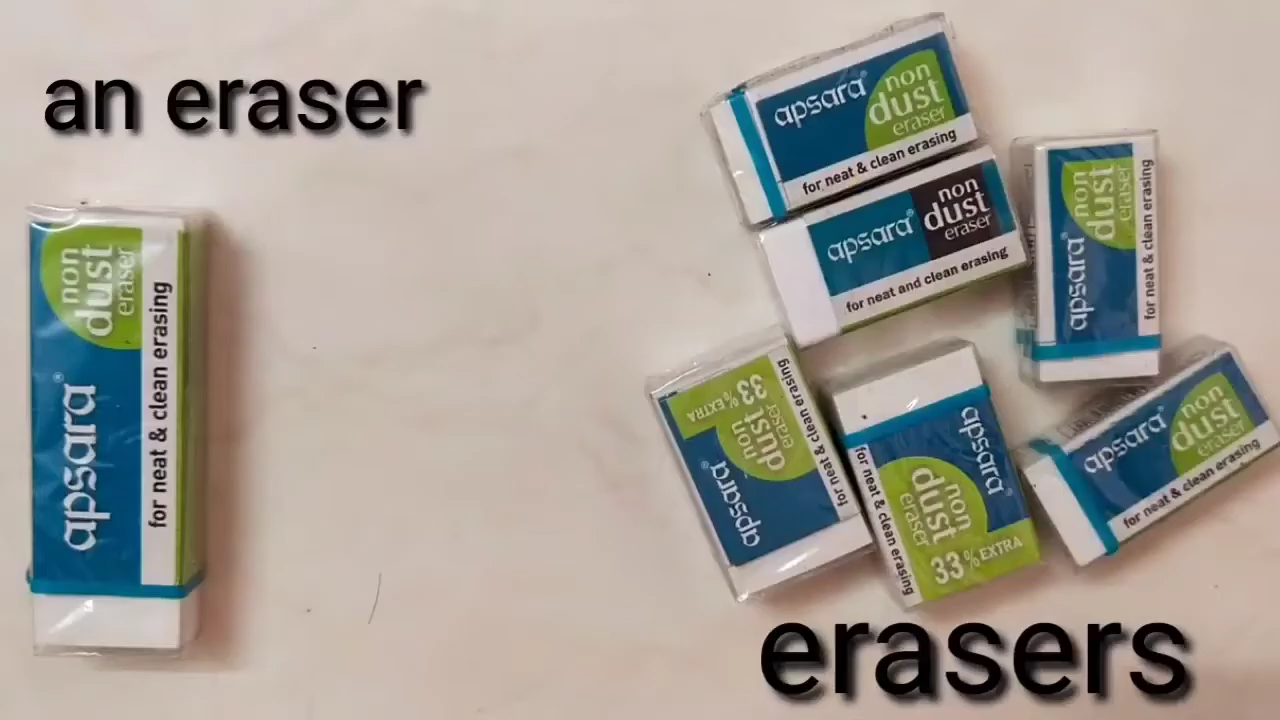 an eraser
non
dust
eraser
apsara®
for neat & clean erasing
apsara®
non
dust
eraser
for neat & clean erasing
apsara®
non
dust
eraser
for neat and clean erasing
non
dust
eraser
apsara®
for neat & clean erasing
33% EXTRA
non
dust
eraser
apsara®
for neat & clean erasing
apsara®
non
dust
eraser
33% EXTRA
for neat & clean erasing
apsara®
non
dust
eraser
for neat & clean erasing
erasers